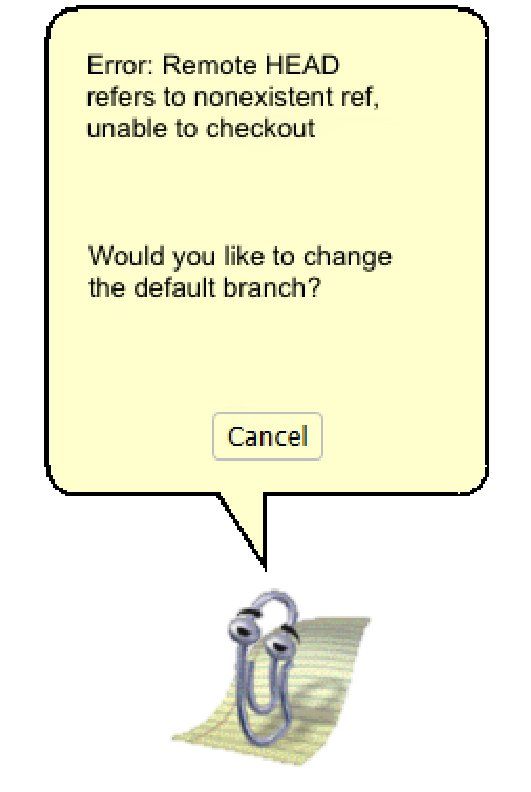 Error: Remote HEAD
refers to nonexistent ref,
unable to checkout
Would you like to change
the default branch?
Cancel